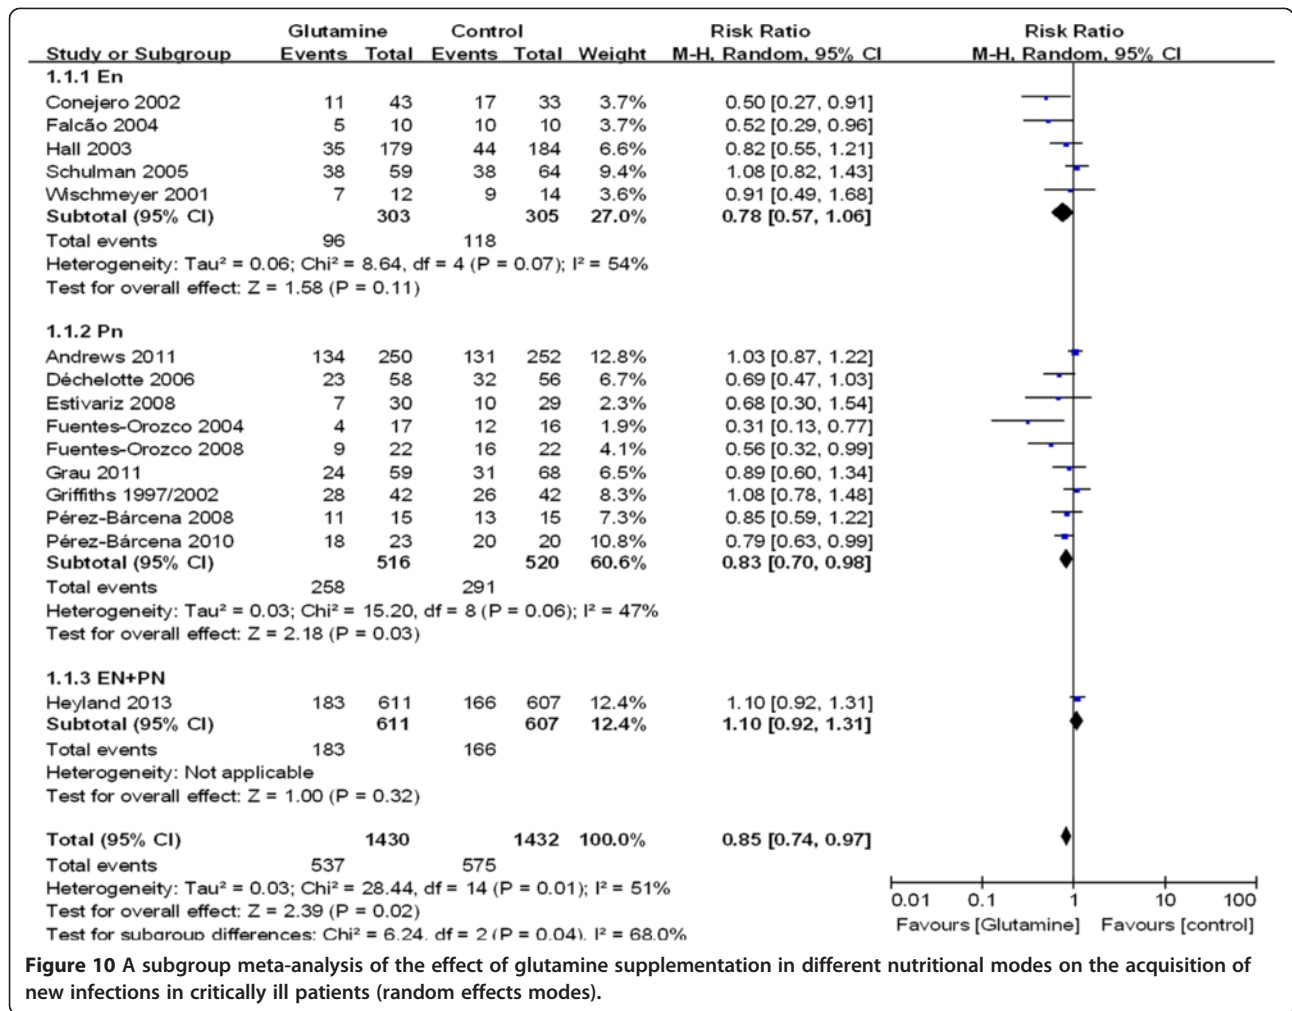 Glutamine Control Risk Ratio Risk Ratio
Study or Subgroup Events Total Events Total Weight M-H, Random, 95% CI M-H, Random, 95% CI
1.1.1 En
Conejero 2002 11 43 17 33 3.7% 0.50 [0.27, 0.91]
Falcão 2004 5 10 10 10 3.7% 0.52 [0.29, 0.96]
Hall 2003 35 179 44 184 6.6% 0.82 [0.55, 1.21]
Schulman 2005 38 59 38 64 9.4% 1.08 [0.82, 1.43]
Wischmeyer 2001 7 12 9 14 3.6% 0.91 [0.49, 1.68]
Subtotal (95% CI) 303 305 27.0% 0.78 [0.57, 1.06]
Total events 96 118
Heterogeneity: Tau² = 0.06; Chi² = 8.64, df = 4 (P = 0.07); I² = 54%
Test for overall effect: Z = 1.58 (P = 0.11)
1.1.2 Pn
Andrews 2011 134 250 131 252 12.8% 1.03 [0.87, 1.22]
Déchelotte 2006 23 58 32 56 6.7% 0.69 [0.47, 1.03]
Estívariz 2008 7 30 10 29 2.3% 0.68 [0.30, 1.54]
Fuentes-Orozco 2004 4 17 12 16 1.9% 0.31 [0.13, 0.77]
Fuentes-Orozco 2008 9 22 16 22 4.1% 0.56 [0.32, 0.99]
Grau 2011 24 59 31 68 6.5% 0.89 [0.60, 1.34]
Griffiths 1997/2002 28 42 26 42 8.3% 1.08 [0.78, 1.48]
Pérez-Bárcena 2008 11 15 13 15 7.3% 0.85 [0.59, 1.22]
Pérez-Bárcena 2010 18 23 20 20 10.8% 0.79 [0.63, 0.99]
Subtotal (95% CI) 516 520 60.6% 0.83 [0.70, 0.98]
Total events 258 291
Heterogeneity: Tau² = 0.03; Chi² = 15.20, df = 8 (P = 0.06); I² = 47%
Test for overall effect: Z = 2.18 (P = 0.03)
1.1.3 EN+PN
Heyland 2013 183 611 166 607 12.4% 1.10 [0.92, 1.31]
Subtotal (95% CI) 611 607 12.4% 1.10 [0.92, 1.31]
Total events 183 166
Heterogeneity: Not applicable
Test for overall effect: Z = 1.00 (P = 0.32)
Total (95% CI) 1430 1432 100.0% 0.85 [0.74, 0.97]
Total events 537 575
Heterogeneity: Tau² = 0.03; Chi² = 28.44, df = 14 (P = 0.01); I² = 51%
Test for overall effect: Z = 2.39 (P = 0.02)
Test for subgroup differences: Chi² = 6.24, df = 2 (P = 0.04), I² = 68.0%
0.01 0.1 1 10 100
Favours [Glutamine] Favours [control]
Figure 10 A subgroup meta-analysis of the effect of glutamine supplementation in different nutritional modes on the acquisition of
new infections in critically ill patients (random effects modes).